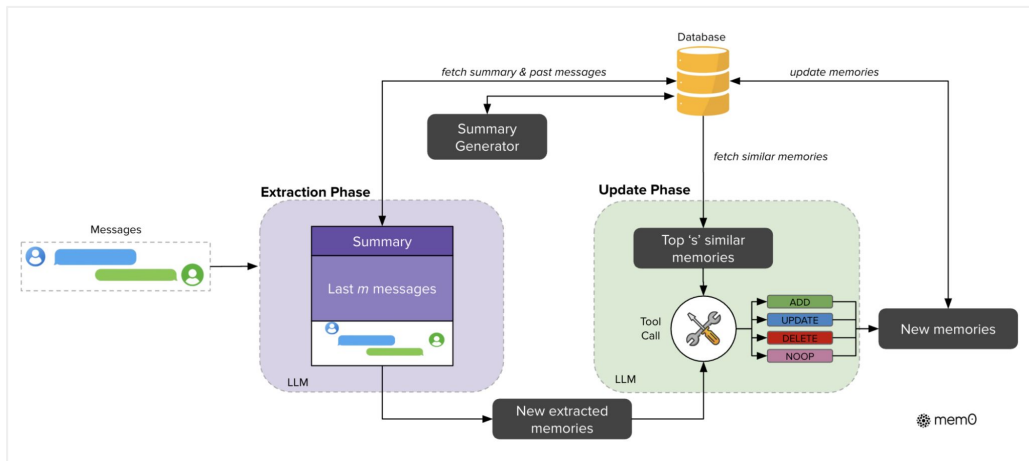 Database
fetch summary & past messages
update memories
Summary
Generator
fetch similar memories
Extraction Phase
Update Phase
Messages
Summary
Last m messages
LLM
Top ‘s’ similar
memories
Tool
Call
ADD
UPDATE
DELETE
NOOP
LLM
New memories
New extracted
memories
mem0